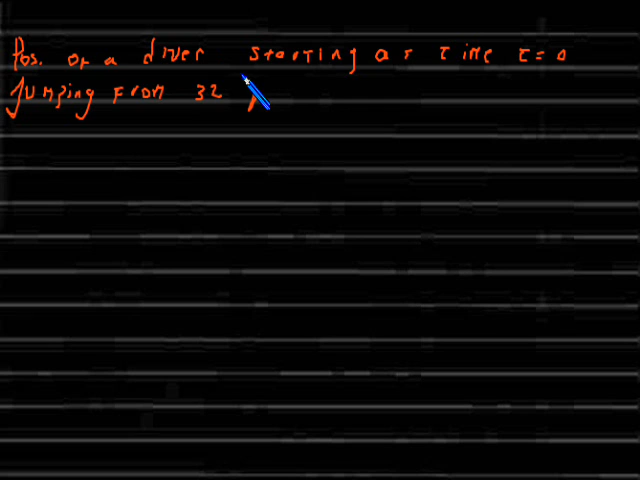 Pos. of a diver starting at time t=0
Jumping from 32